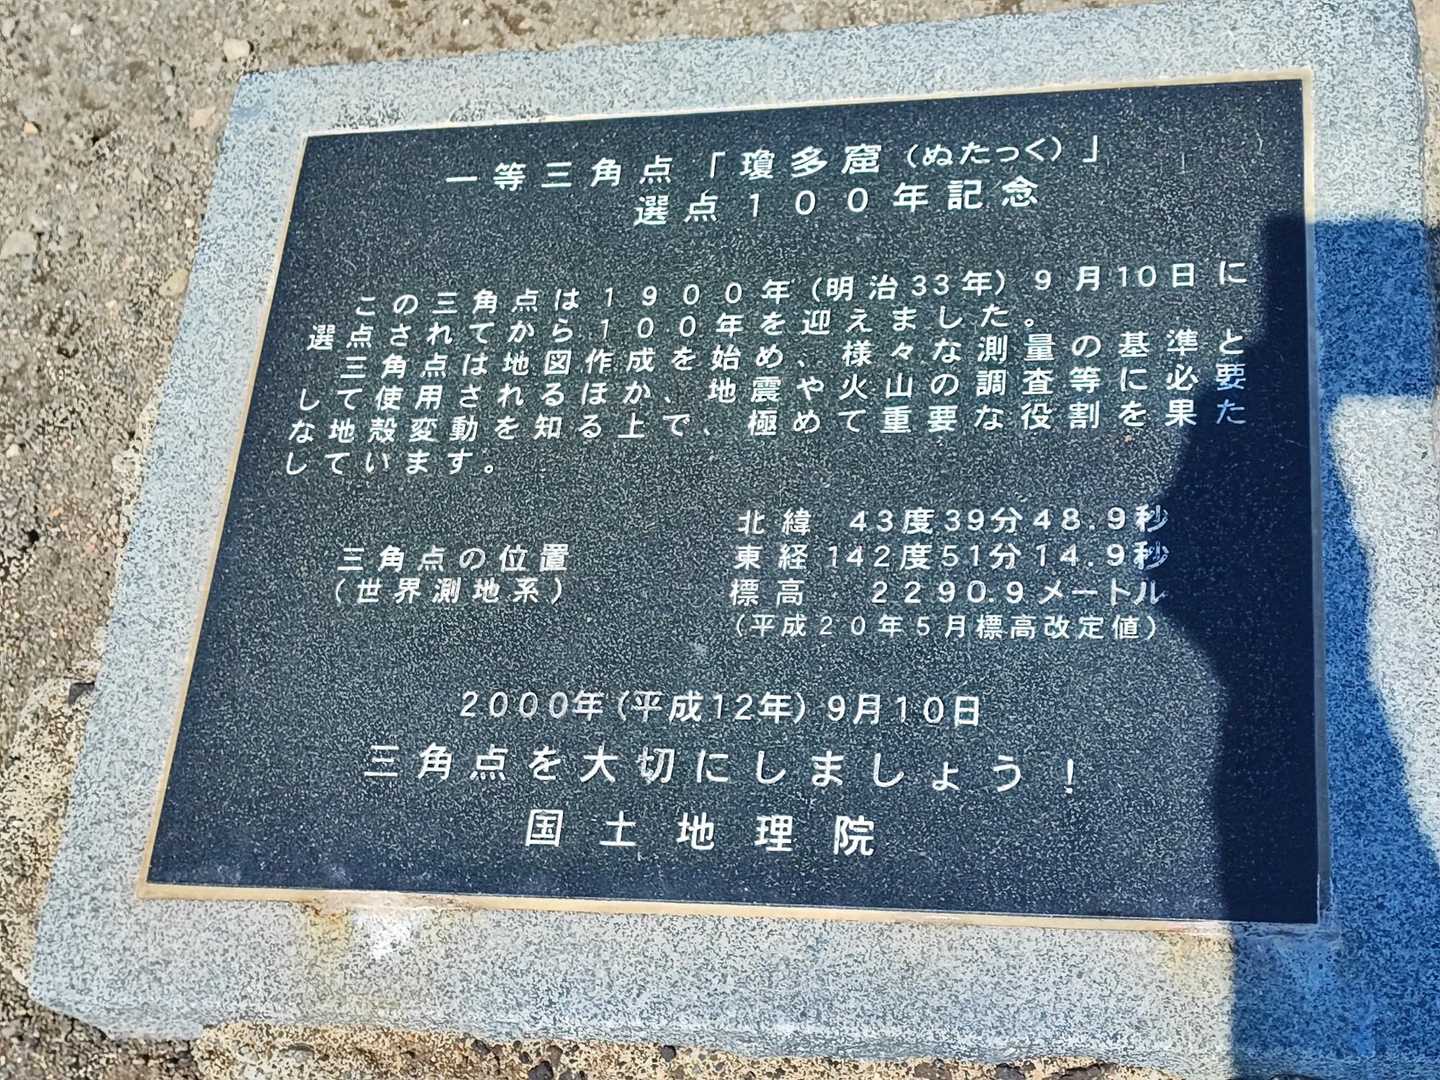 一等三角点「瓊多窟(ぬたっく)」
選点100年記念
この三角点は1900年(明治33年)9月10日に
選点されてから100年を迎えました。
三角点は地図作成を始め、様々な測量の基準と
して使用されるほか、地震や火山の調査等に必要
な地殻変動を知る上で、極めて重要な役割を果た
しています。
三角点の位置
(世界測地系)
北緯 43度39分48.9秒
東経142度51分14.9秒
標高 2290.9メートル
(平成20年5月標高改定値)
2000年(平成12年)9月10日
三角点を大切にしましょう!
国土地理院